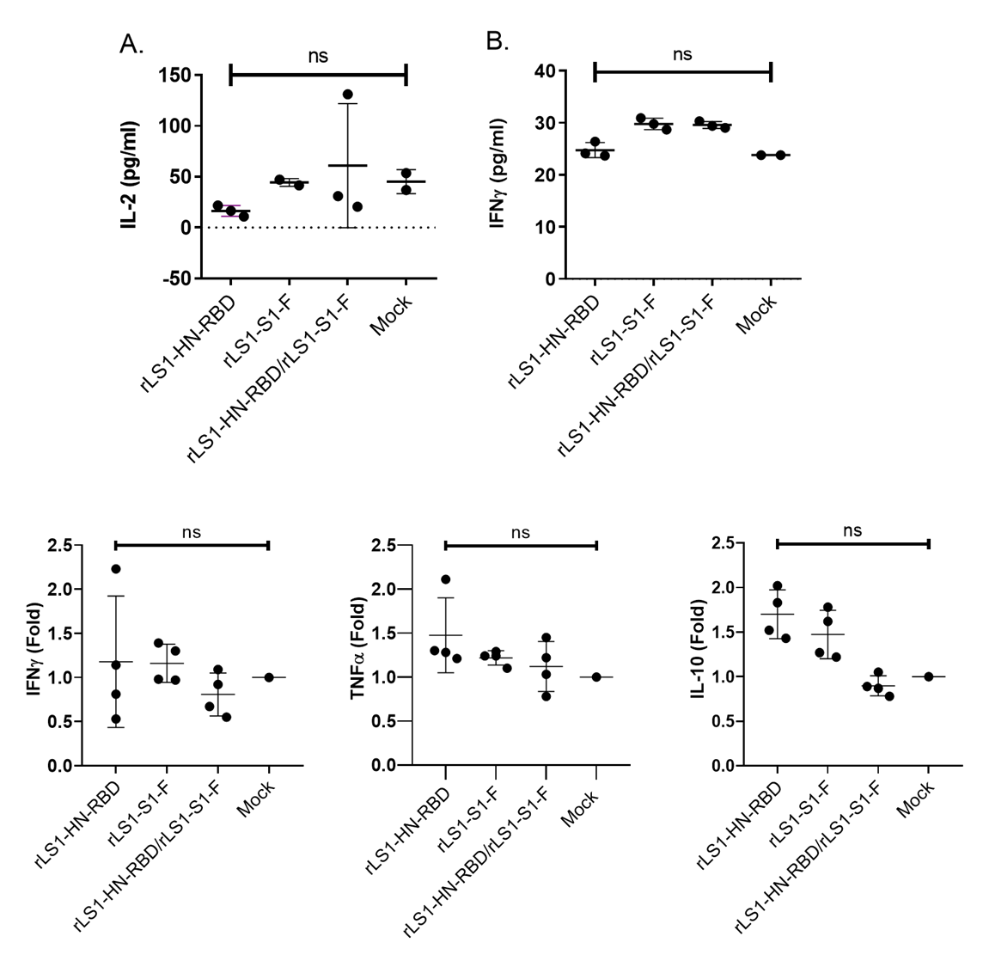 A.
ns
IL-2 (pg/ml)
150
100
50
0
-50
rLS1-HN-RBD
rLS1-S1-F
rLS1-HN-RBD/rLS1-S1-F
Mock
B.
ns
IFNγ (pg/ml)
40
30
20
10
0
rLS1-HN-RBD
rLS1-S1-F
rLS1-HN-RBD/rLS1-S1-F
Mock
ns
IFNγ (Fold)
2.5
2.0
1.5
1.0
0.5
0.0
rLS1-HN-RBD
rLS1-S1-F
rLS1-HN-RBD/rLS1-S1-F
Mock
ns
TNFα (Fold)
2.5
2.0
1.5
1.0
0.5
0.0
rLS1-HN-RBD
rLS1-S1-F
rLS1-HN-RBD/rLS1-S1-F
Mock
ns
IL-10 (Fold)
2.5
2.0
1.5
1.0
0.5
0.0
rLS1-HN-RBD
rLS1-S1-F
rLS1-HN-RBD/rLS1-S1-F
Mock